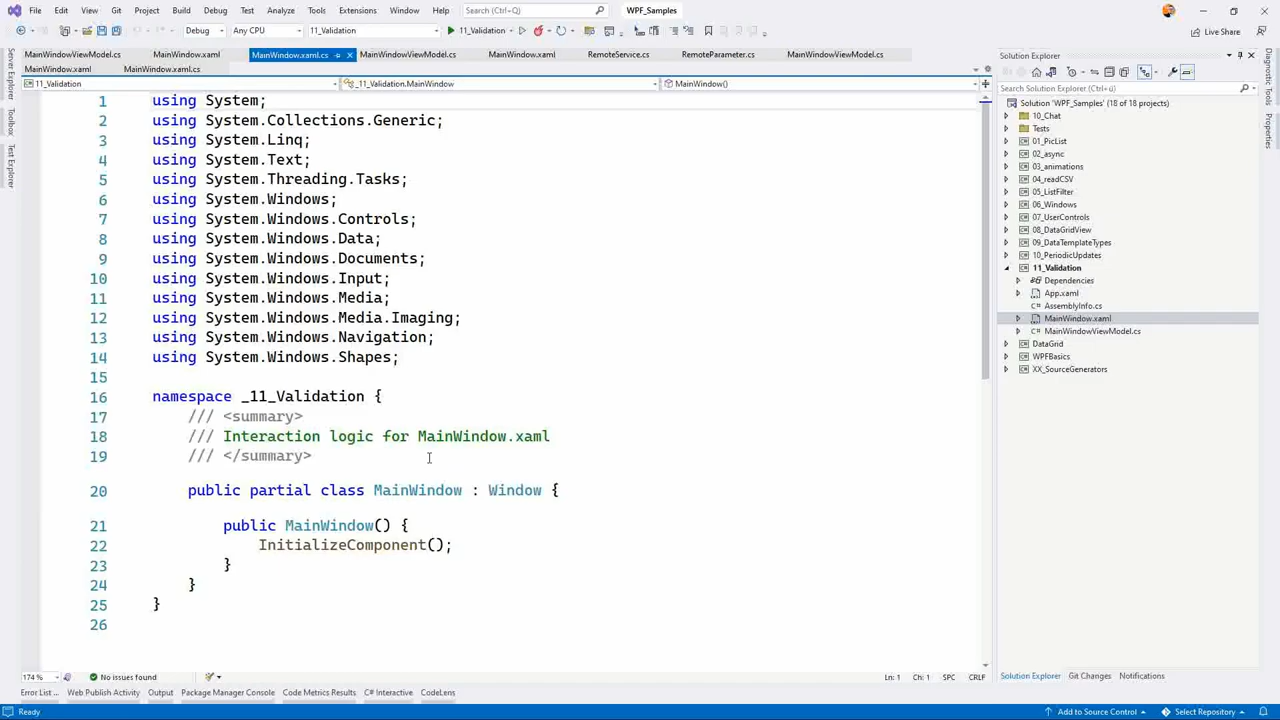 File Edit View Git Project Build Debug Test Analyze Tools Extensions Window Help Search (Ctrl+Q) WPF_Samples
Debug Any CPU 11_Validation 11_Validation Live Share
MainWindowViewModel.cs MainWindow.xaml MainWindow.xaml.cs MainWindowViewModel.cs MainWindow.xaml RemoteService.cs RemoteParameter.cs MainWindowViewModel.cs
MainWindow.xaml MainWindow.xaml.cs
11_Validation _11_Validation.MainWindow MainWindow()
Server Explorer
Toolbox
Test Explorer
1 using System;
2 using System.Collections.Generic;
3 using System.Linq;
4 using System.Text;
5 using System.Threading.Tasks;
6 using System.Windows;
7 using System.Windows.Controls;
8 using System.Windows.Data;
9 using System.Windows.Documents;
10 using System.Windows.Input;
11 using System.Windows.Media;
12 using System.Windows.Media.Imaging;
13 using System.Windows.Navigation;
14 using System.Windows.Shapes;
15
16 namespace _11_Validation {
17 /// <summary>
18 /// Interaction logic for MainWindow.xaml
19 /// </summary>
20 public partial class MainWindow : Window {
21 public MainWindow() {
22 InitializeComponent();
23 }
24 }
25 }
26
174 % No issues found Ln: 1 Ch: 1 SPC CRLF
Error List ... Web Publish Activity Output Package Manager Console Code Metrics Results C# Interactive CodeLens
Solution Explorer
Search Solution Explorer (Ctrl+ü)
Solution 'WPF_Samples' (18 of 18 projects)
10_Chat
Tests
01_PicList
02_async
03_animations
04_readCSV
05_ListFilter
06_Windows
07_UserControls
08_DataGridView
09_DataTemplateTypes
10_PeriodicUpdates
11_Validation
Dependencies
App.xaml
AssemblyInfo.cs
MainWindow.xaml
MainWindowViewModel.cs
DataGrid
WPFBasics
XX_SourceGenerators
Solution Explorer Git Changes Notifications
Diagnostic Tools
Properties
Ready Add to Source Control Select Repository